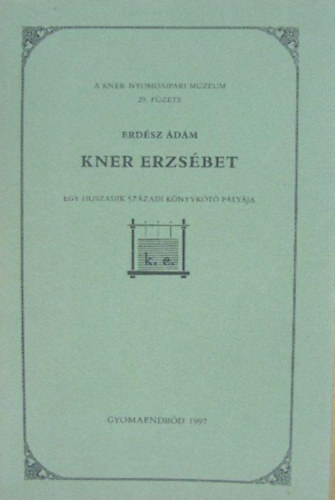 A KNER NYOMDAIPARI MÚZEUM
29. FÜZETE
ERDÉSZ ÁDÁM
KNER ERZSÉBET
EGY HUSZADIK SZÁZADI KÖNYVKÖTŐ PÁLYÁJA
k. e.
GYOMAENDRŐD 1997